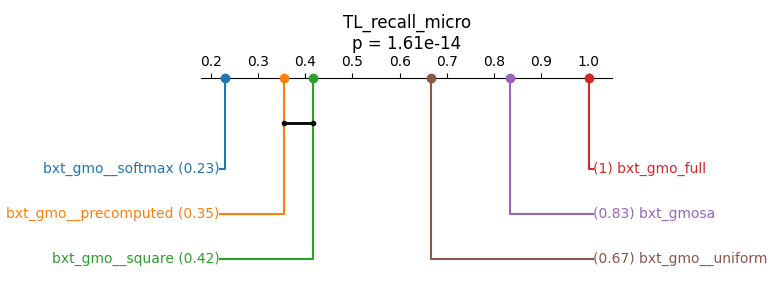 TL_recall_micro
p = 1.61e-14
0.2 0.3 0.4 0.5 0.6 0.7 0.8 0.9 1.0
bxt_gmo__softmax (0.23) (1) bxt_gmo_full
bxt_gmo__precomputed (0.35) (0.83) bxt_gmosa
bxt_gmo__square (0.42) (0.67) bxt_gmo__uniform